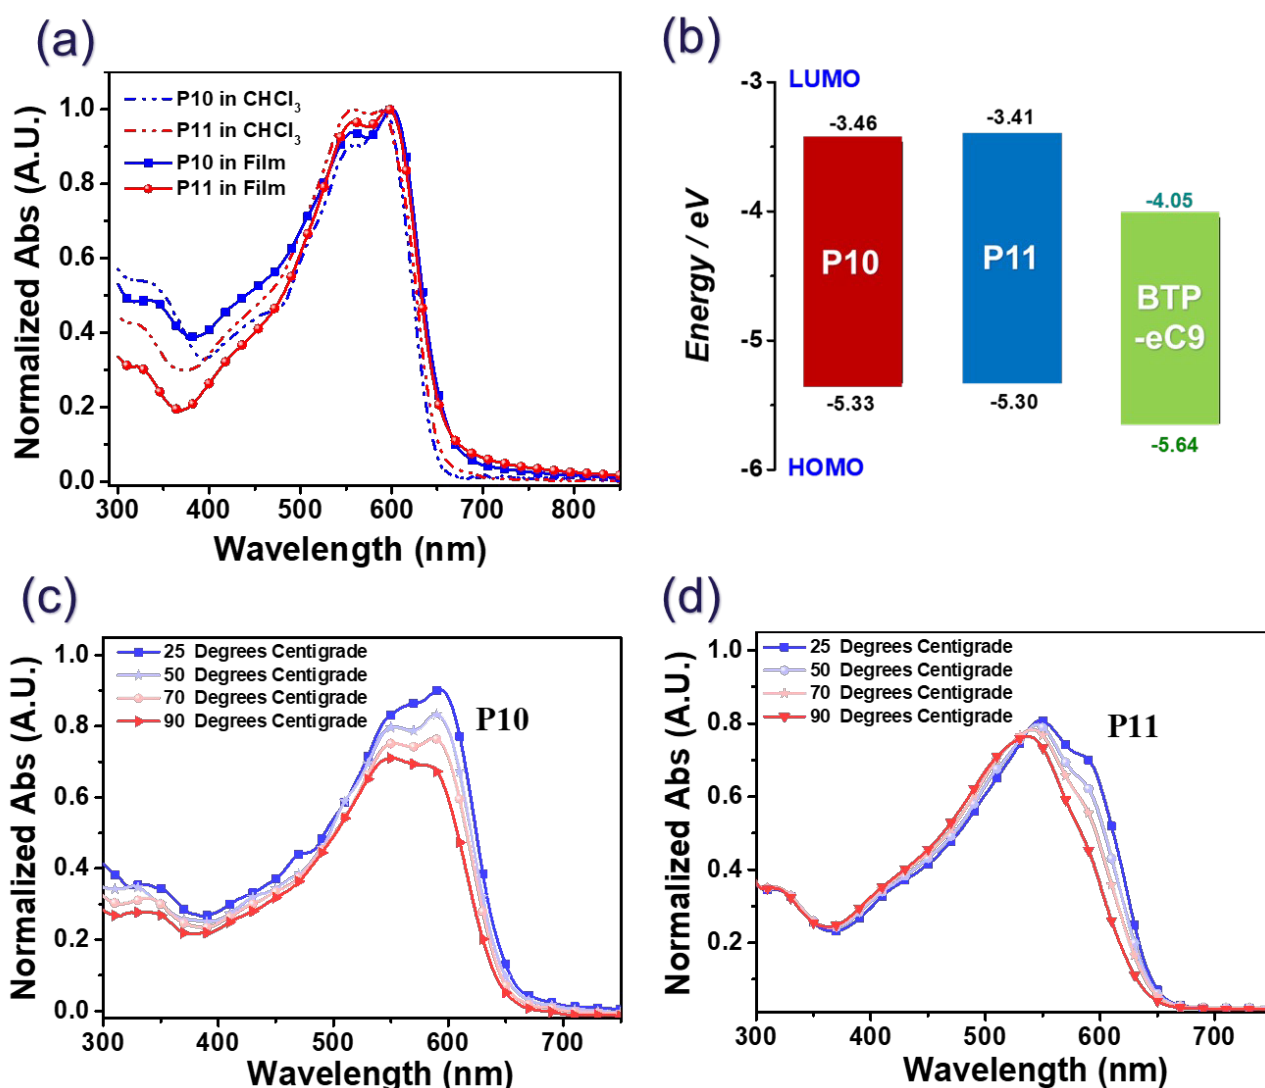 (a)
Normalized Abs (A.U.)
1.0
0.8
0.6
0.4
0.2
0.0
P10 in CHCl₃
P11 in CHCl₃
P10 in Film
P11 in Film
300 400 500 600 700 800
Wavelength (nm)
(b)
Energy / eV
-3
-4
-5
-6
LUMO
HOMO
-3.46
P10
-5.33
-3.41
P11
-5.30
-4.05
BTP
-eC9
-5.64
(c)
Normalized Abs (A.U.)
1.0
0.8
0.6
0.4
0.2
0.0
25 Degrees Centigrade
50 Degrees Centigrade
70 Degrees Centigrade
90 Degrees Centigrade
P10
300 400 500 600 700
Wavelength (nm)
(d)
Normalized Abs (A.U.)
1.0
0.8
0.6
0.4
0.2
25 Degrees Centigrade
50 Degrees Centigrade
70 Degrees Centigrade
90 Degrees Centigrade
P11
300 400 500 600 700
Wavelength (nm)